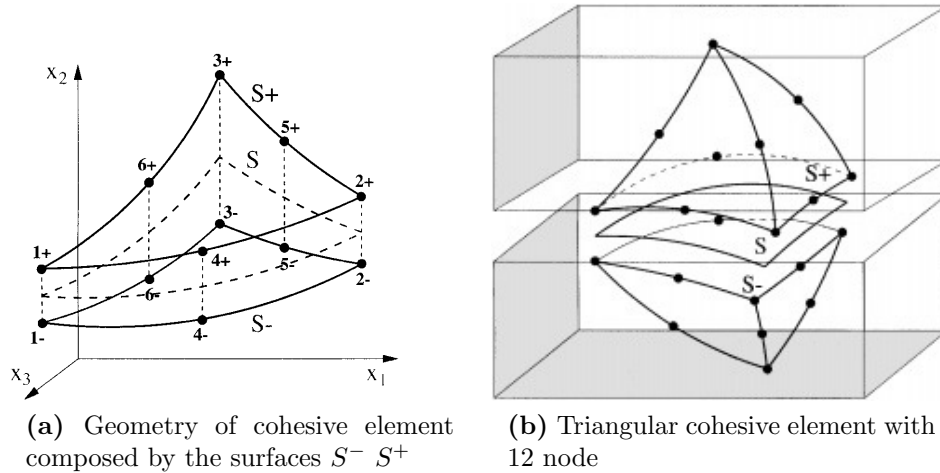 x2
3+
S+
5+
6+
S
2+
3-
1+
4+
5-
6-
2-
1-
4-
S-
x3
x1
(a) Geometry of cohesive element
composed by the surfaces S− S+
S+
S
S-
(b) Triangular cohesive element with
12 node